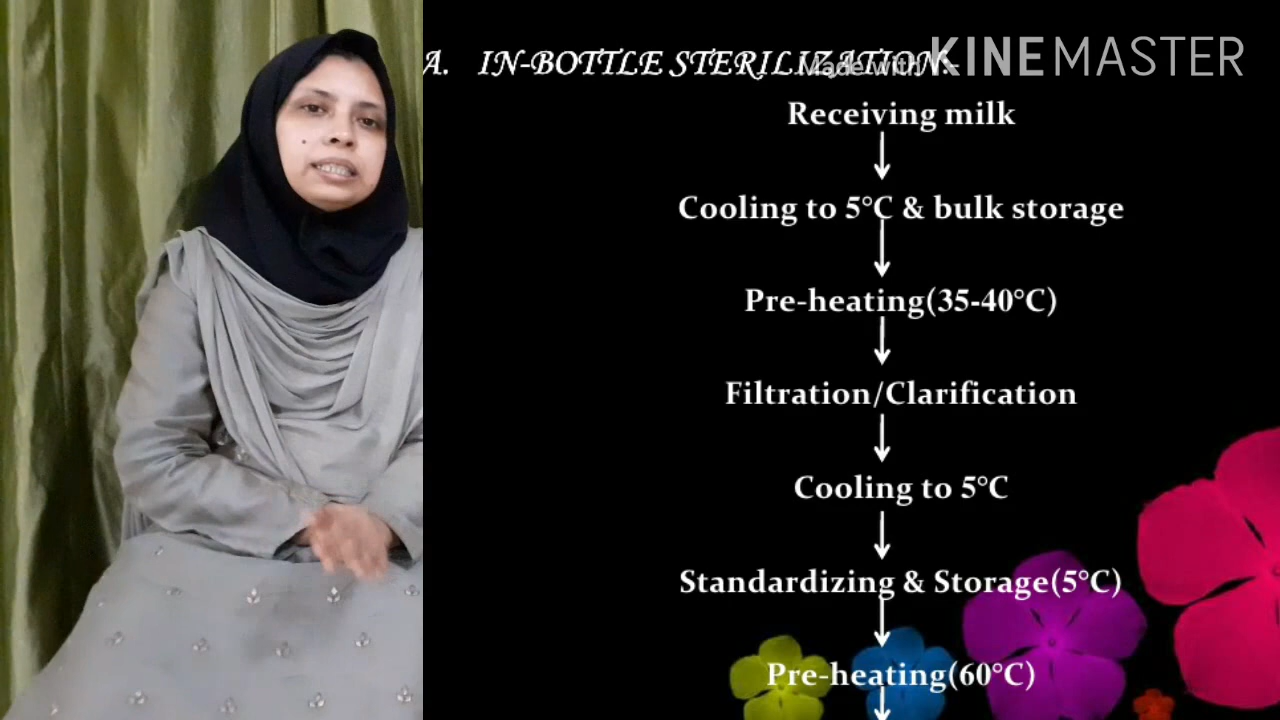 A. IN-BOTTLE STERILIZATION:-
Made with KINEMASTER
Receiving milk
Cooling to 5°C & bulk storage
Pre-heating(35-40°C)
Filtration/Clarification
Cooling to 5°C
Standardizing & Storage(5°C)
Pre-heating(60°C)